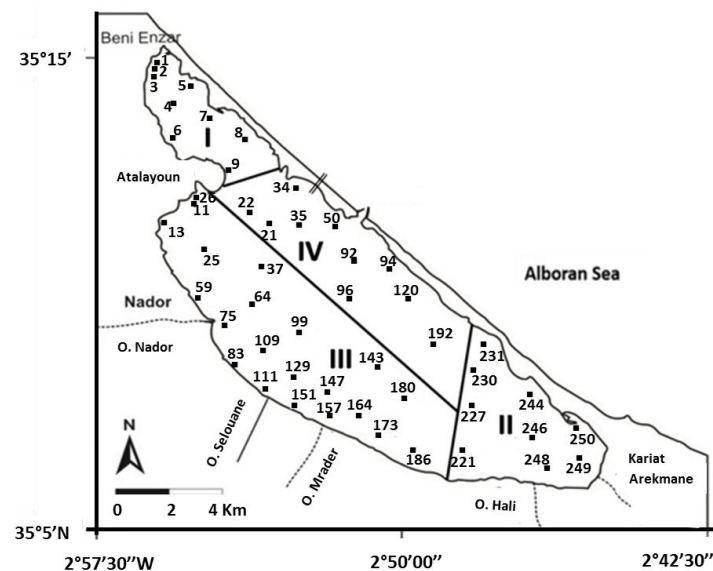 Beni Enzar
35°15’
1
2
3
5
4
7
6
8
I
9
Atalayoun
34
26
11
22
35
50
13
21
IV
25
92
94
37
59
64
96
120
Alboran Sea
Nador
75
99
192
O. Nador
109
III
143
231
83
129
230
111
147
180
244
151
157
164
227
II
246
250
173
N
O. Selouane
O. Mrader
186
221
248
249
Kariat
Arekmane
O. Hali
0 2 4 Km
35°5’N
2°57’30’’W
2°50’00’’
2°42’30’’